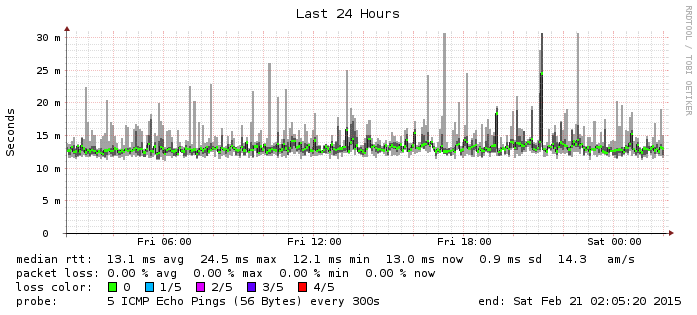 Last 24 Hours
RRDTOOL / TOBI OETIKER
Seconds
30 m
25 m
20 m
15 m
10 m
5 m
0
Fri 06:00 Fri 12:00 Fri 18:00 Sat 00:00
median rtt: 13.1 ms avg 24.5 ms max 12.1 ms min 13.0 ms now 0.9 ms sd 14.3 am/s
packet loss: 0.00 % avg 0.00 % max 0.00 % min 0.00 % now
loss color: 0 1/5 2/5 3/5 4/5
probe: 5 ICMP Echo Pings (56 Bytes) every 300s end: Sat Feb 21 02:05:20 2015